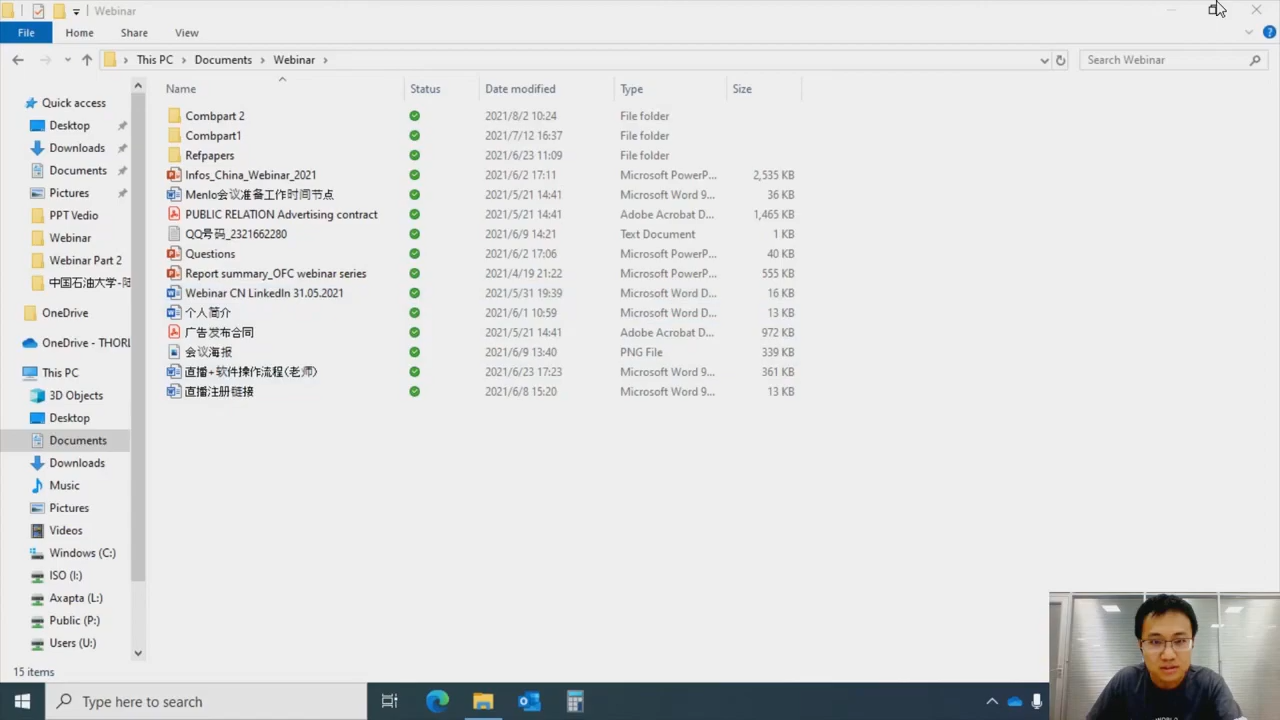 Webinar
File Home Share View
This PC Documents Webinar
Search Webinar
Name Status Date modified Type Size
Quick access
Desktop
Downloads
Documents
Pictures
PPT Vedio
Webinar
Webinar Part 2
中国石油大学-陆
OneDrive
OneDrive - THORL
This PC
3D Objects
Desktop
Documents
Downloads
Music
Pictures
Videos
Windows (C:)
ISO (I:)
Axapta (L:)
Public (P:)
Users (U:)
Combpart 2 2021/8/2 10:24 File folder
Combpart1 2021/7/12 16:37 File folder
Refpapers 2021/6/23 11:09 File folder
Infos_China_Webinar_2021 2021/6/2 17:11 Microsoft PowerP... 2,535 KB
Menlo会议准备工作时间节点 2021/5/21 14:41 Microsoft Word 9... 36 KB
PUBLIC RELATION Advertising contract 2021/5/21 14:41 Adobe Acrobat D... 1,465 KB
QQ号码_2321662280 2021/6/9 14:21 Text Document 1 KB
Questions 2021/6/2 17:06 Microsoft PowerP... 40 KB
Report summary_OFC webinar series 2021/4/19 21:22 Microsoft PowerP... 555 KB
Webinar CN LinkedIn 31.05.2021 2021/5/31 19:39 Microsoft Word D... 16 KB
个人简介 2021/6/1 10:59 Microsoft Word D... 13 KB
广告发布合同 2021/5/21 14:41 Adobe Acrobat D... 972 KB
会议海报 2021/6/9 13:40 PNG File 339 KB
直播+软件操作流程(老师) 2021/6/23 17:23 Microsoft Word 9... 361 KB
直播注册链接 2021/6/8 15:20 Microsoft Word 9... 13 KB
15 items
Type here to search